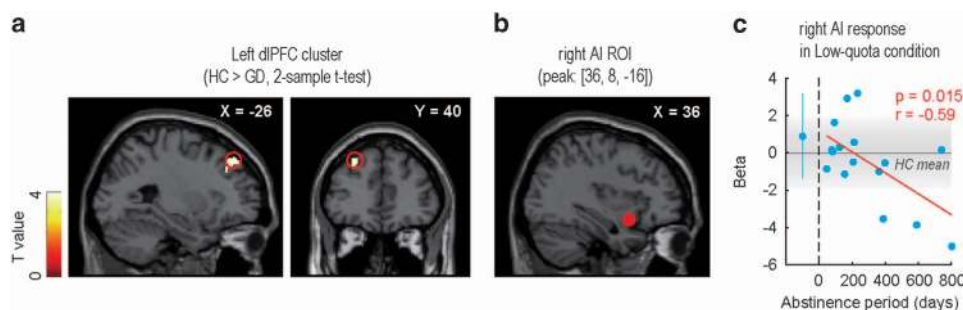 a
Left dlPFC cluster
(HC > GD, 2-sample t-test)
X = -26
Y = 40
4
0
T value
b
right AI ROI
(peak: [36, 8, -16])
X = 36
c
right AI response
in Low-quota condition
4
2
0
-2
-4
-6
Beta
p = 0.015
r = -0.59
HC mean
0 200 400 600 800
Abstinence period (days)